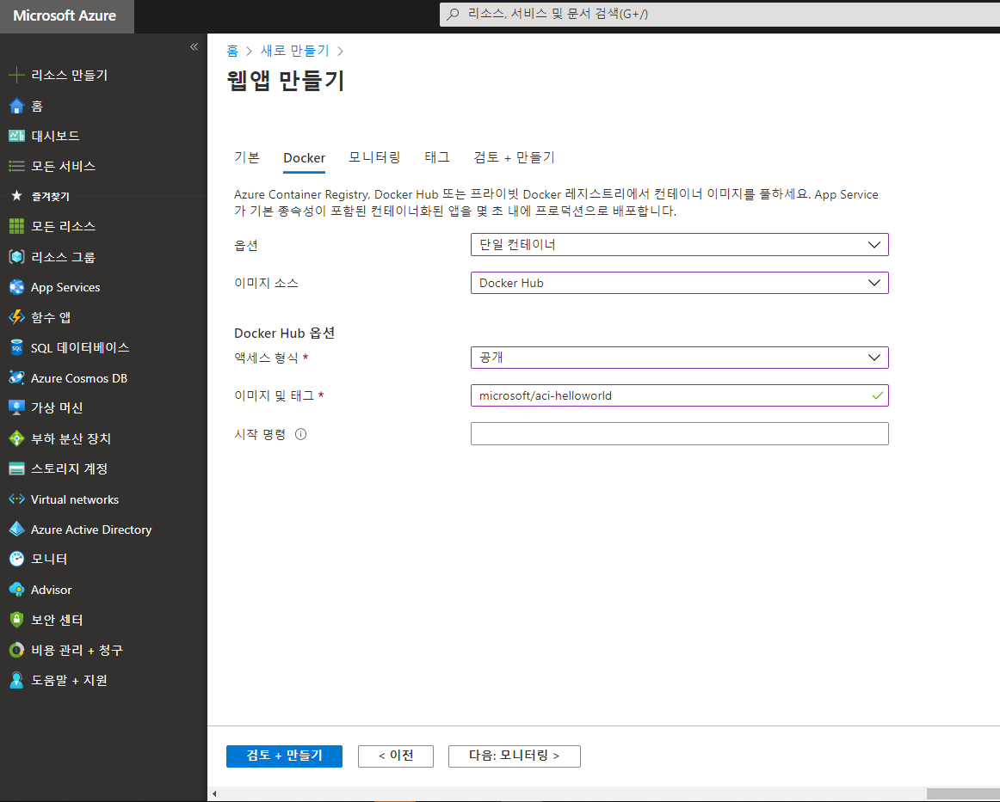 Microsoft Azure
리소스, 서비스 및 문서 검색(G+/)
«
리소스 만들기
홈
대시보드
모든 서비스
즐겨찾기
모든 리소스
리소스 그룹
App Services
함수 앱
SQL 데이터베이스
Azure Cosmos DB
가상 머신
부하 분산 장치
스토리지 계정
Virtual networks
Azure Active Directory
모니터
Advisor
보안 센터
비용 관리 + 청구
도움말 + 지원
홈 > 새로 만들기 >
웹앱 만들기
기본 Docker 모니터링 태그 검토 + 만들기
Azure Container Registry, Docker Hub 또는 프라이빗 Docker 레지스트리에서 컨테이너 이미지를 풀하세요. App Service
가 기본 종속성이 포함된 컨테이너화된 앱을 몇 초 내에 프로덕션으로 배포합니다.
옵션 단일 컨테이너
이미지 소스 Docker Hub
Docker Hub 옵션
액세스 형식 * 공개
이미지 및 태그 * microsoft/aci-helloworld
시작 명령
검토 + 만들기 < 이전 다음: 모니터링 >